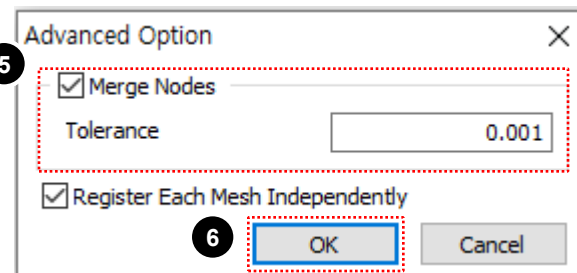 Advanced Option
5
Merge Nodes
Tolerance 0.001
Register Each Mesh Independently
6 OK Cancel